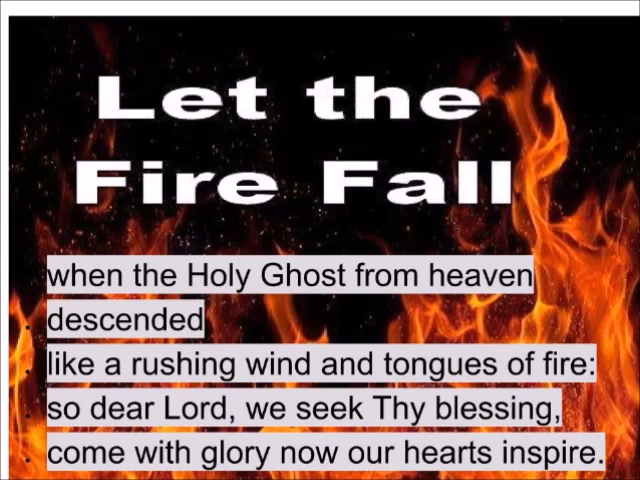 Let the
Fire Fall
when the Holy Ghost from heaven
descended
like a rushing wind and tongues of fire:
so dear Lord, we seek Thy blessing,
come with glory now our hearts inspire.